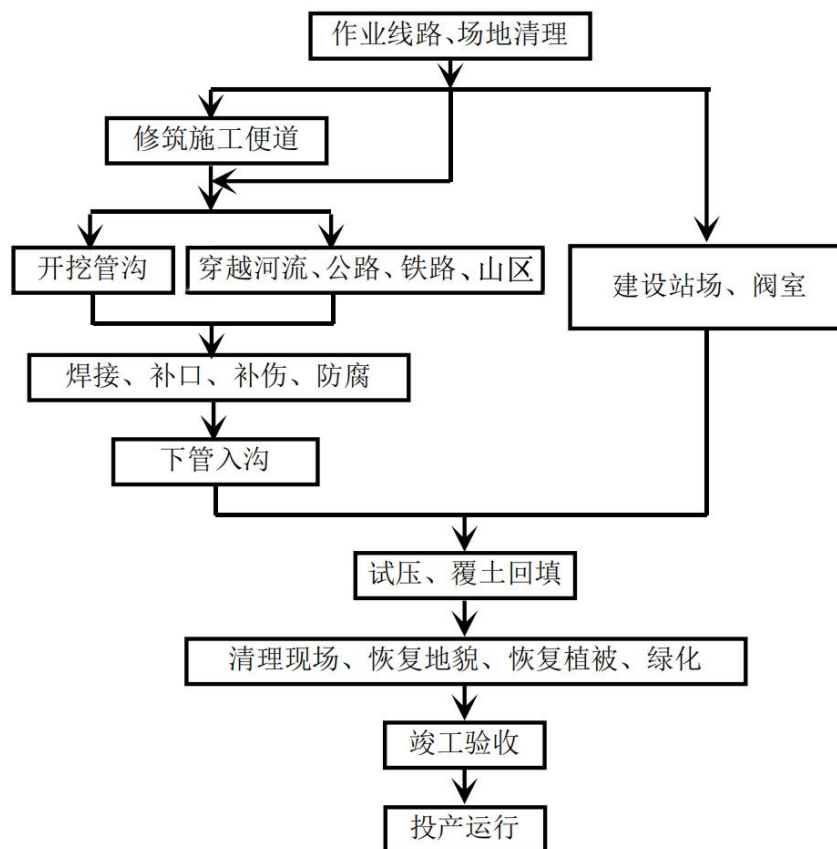 作业线路、场地清理
修筑施工便道
开挖管沟
穿越河流、公路、铁路、山区
建设站场、阀室
焊接、补口、补伤、防腐
下管入沟
试压、覆土回填
清理现场、恢复地貌、恢复植被、绿化
竣工验收
投产运行